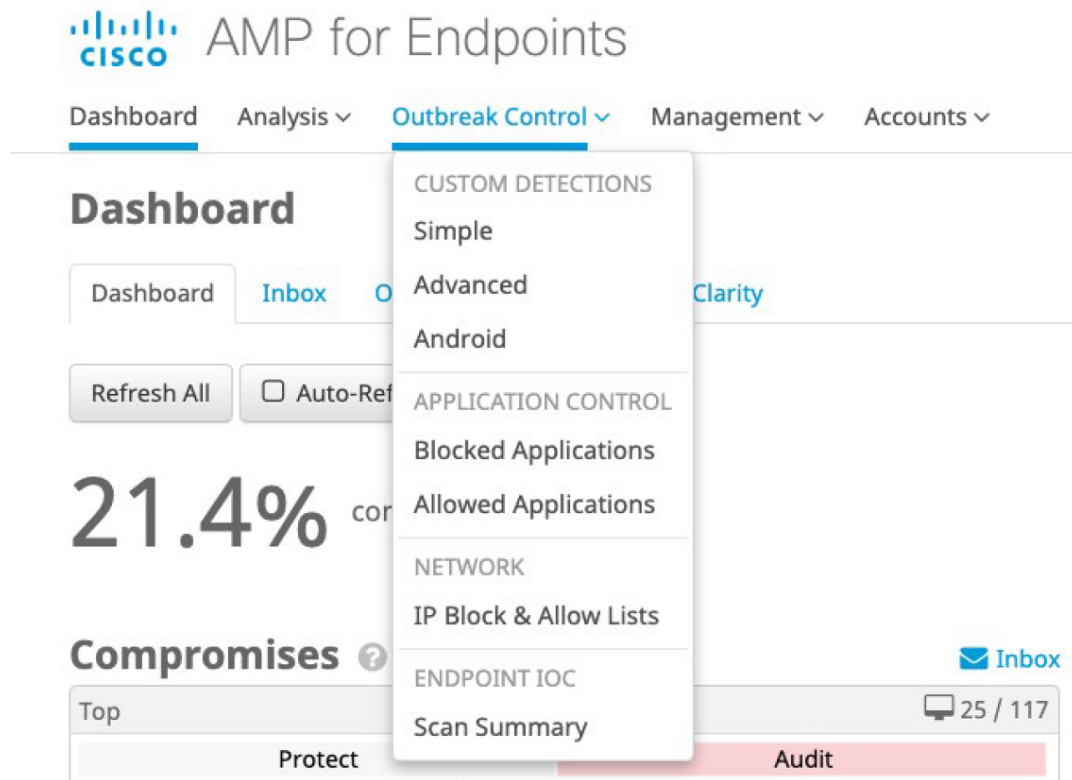 CISCO AMP for Endpoints
Dashboard Analysis Outbreak Control Management Accounts
CUSTOM DETECTIONS
Simple
Advanced
Android
APPLICATION CONTROL
Blocked Applications
Allowed Applications
NETWORK
IP Block & Allow Lists
ENDPOINT IOC
Scan Summary
Dashboard
Dashboard Inbox Clarity
Refresh All
21.4%
Compromises ? Inbox
Top 25 / 117
Protect Audit